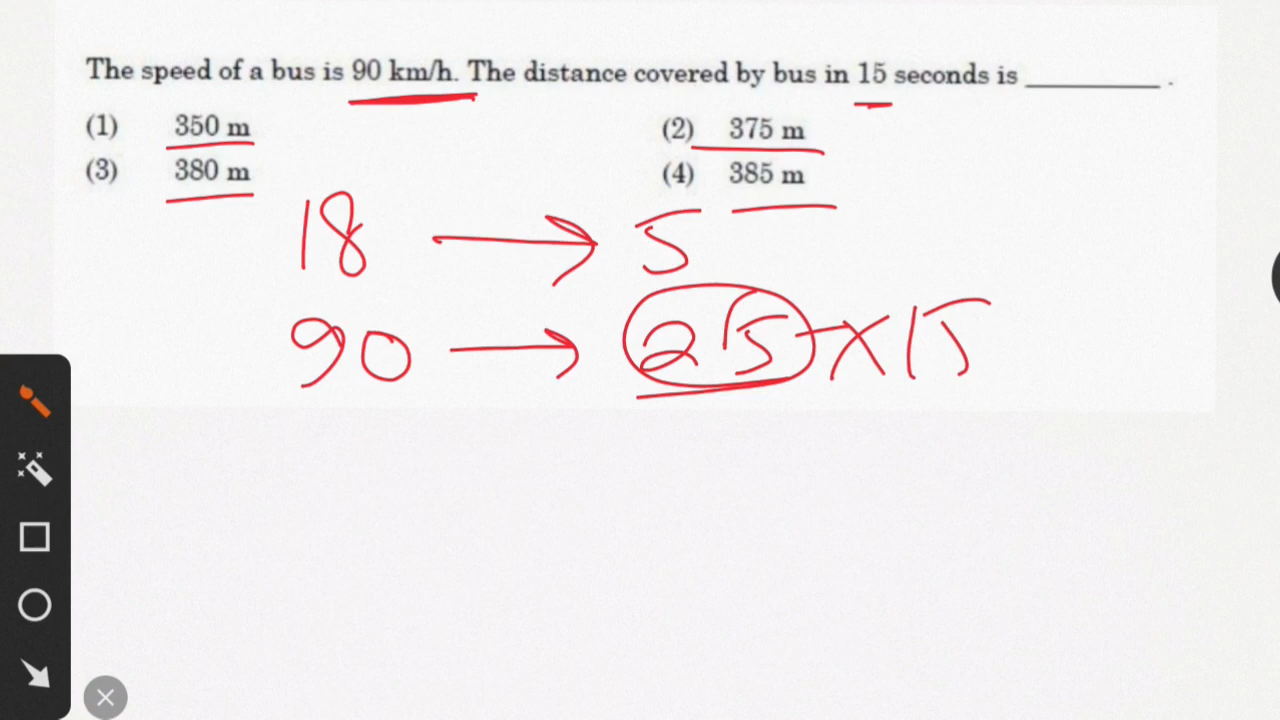 The speed of a bus is 90 km/h. The distance covered by bus in 15 seconds is __________ .
(1) 350 m (2) 375 m
(3) 380 m (4) 385 m
18 → 5
90 → 25 × 15